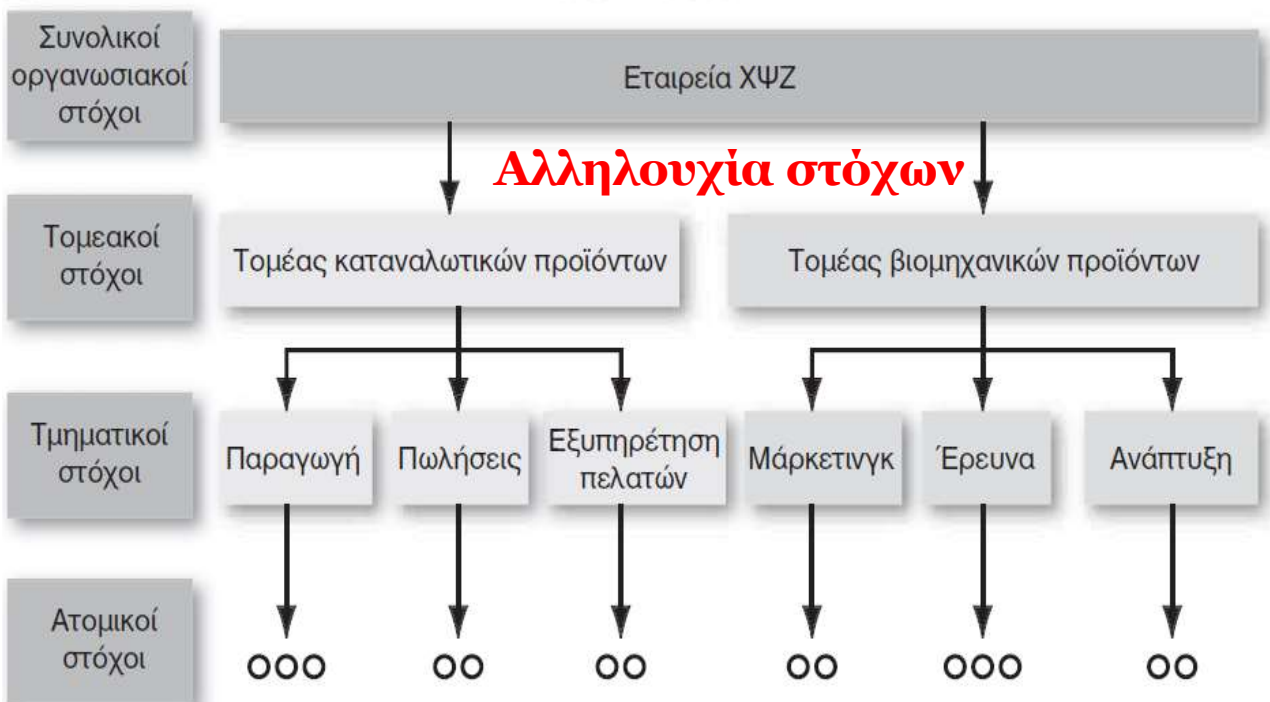 Συνολικοί
οργανωσιακοί
στόχοι
Εταιρεία ΧΨΖ
Αλληλουχία στόχων
Τομεακοί
στόχοι
Τομέας καταναλωτικών προϊόντων
Τομέας βιομηχανικών προϊόντων
Τμηματικοί
στόχοι
Παραγωγή
Πωλήσεις
Εξυπηρέτηση
πελατών
Μάρκετινγκ
Έρευνα
Ανάπτυξη
Ατομικοί
στόχοι